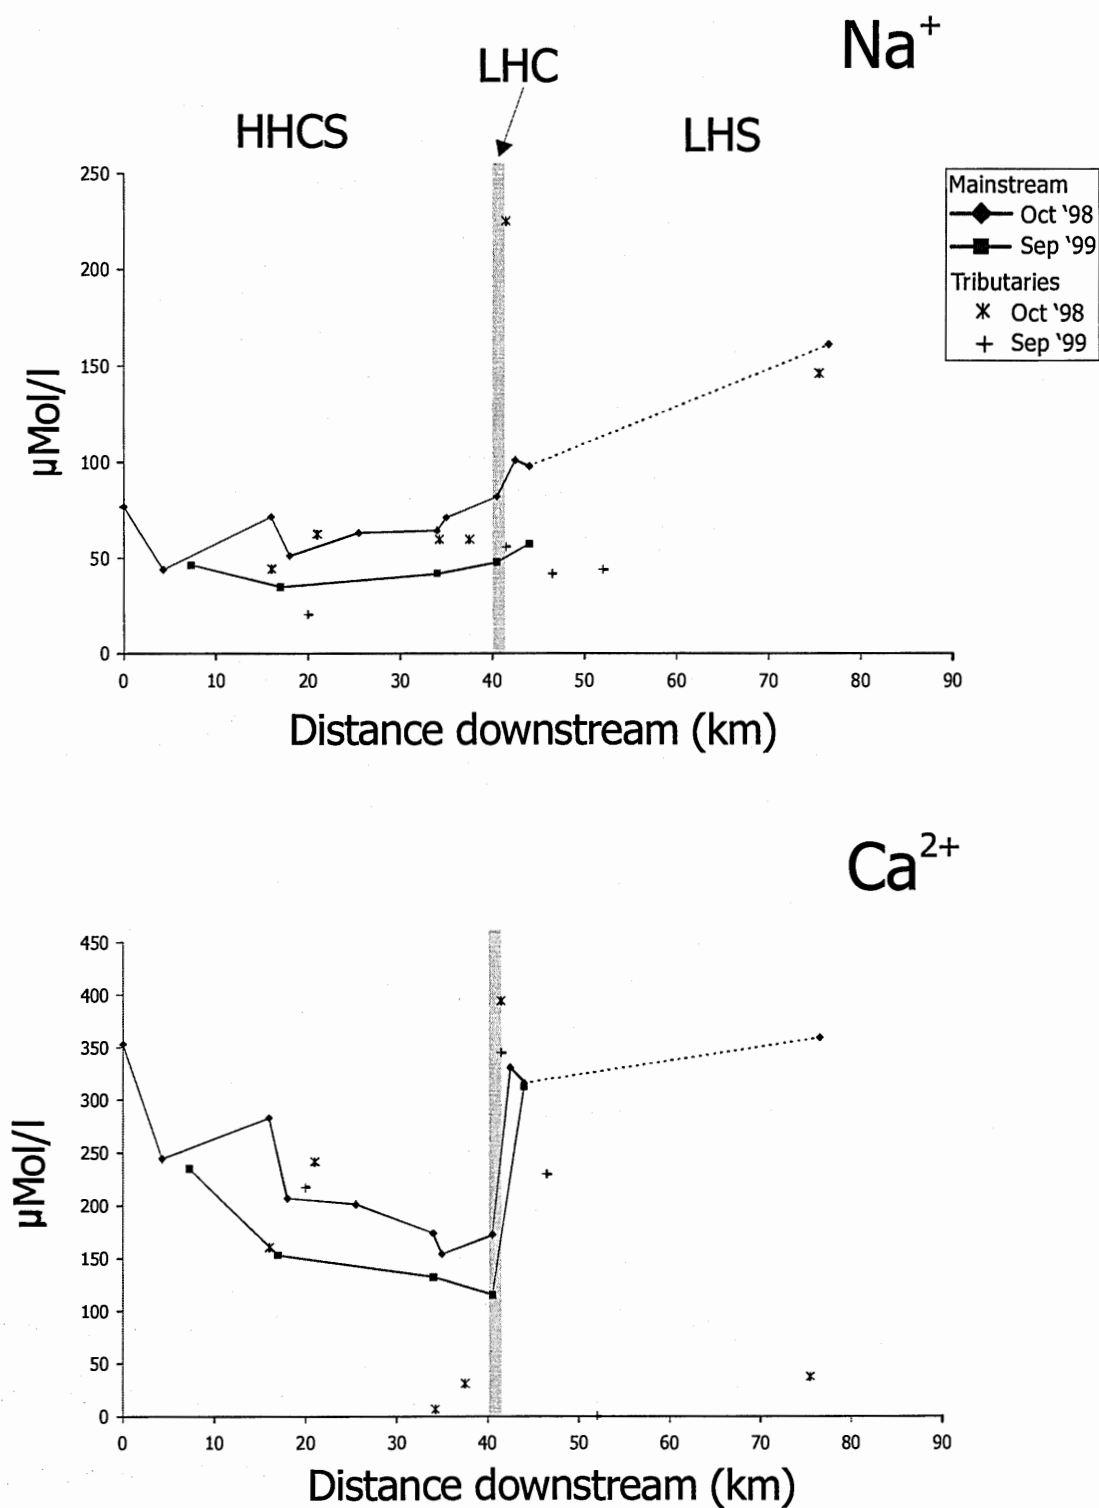 Na+
LHC
HHCS
LHS
250
200
150
100
50
0
µMol/l
0 10 20 30 40 50 60 70 80 90
Distance downstream (km)
Mainstream
Oct ‘98
Sep ‘99
Tributaries
Oct ‘98
Sep ‘99
Ca2+
450
400
350
300
250
200
150
100
50
0
µMol/l
0 10 20 30 40 50 60 70 80 90
Distance downstream (km)